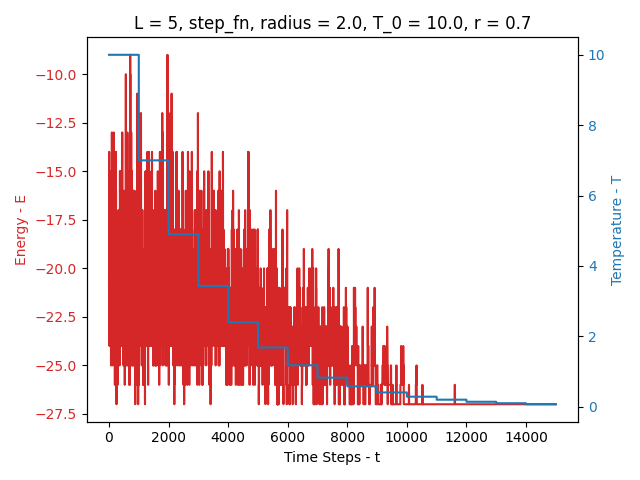 L = 5, step_fn, radius = 2.0, T_0 = 10.0, r = 0.7
−10.0
−12.5
−15.0
−17.5
−20.0
−22.5
−25.0
−27.5
Energy - E
10
8
6
4
2
0
Temperature - T
0 2000 4000 6000 8000 10000 12000 14000
Time Steps - t